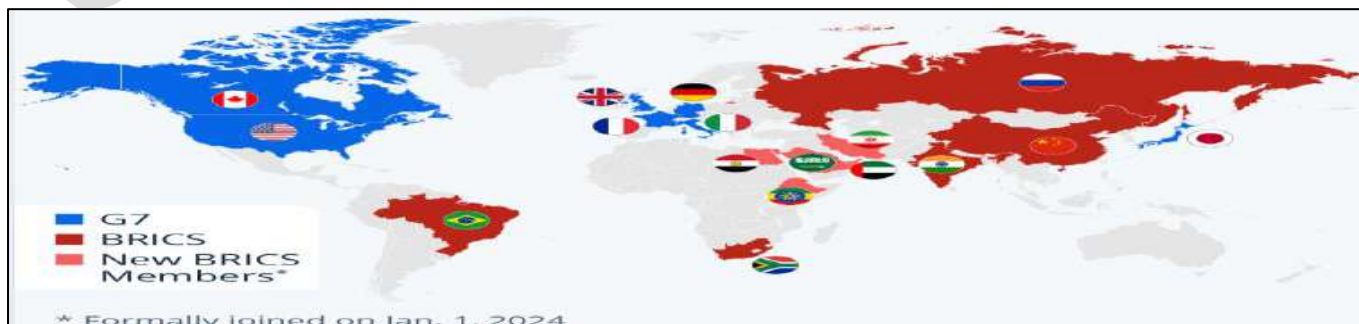 G7
BRICS
New BRICS
Members*
* Formally joined on Jan. 1, 2024